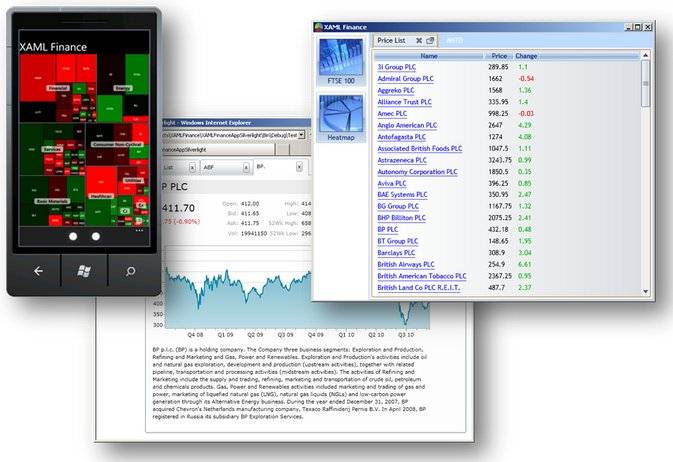 XAML Finance
Financial
Energy
Services
Consumer Non-Cyclical
Utilities
Healthcare
Basic Materials
XAML Finance
Price List
FTSE 100
Heatmap
Name Price Change
3i Group PLC 289.85 1.1
Admiral Group PLC 1662 -0.54
Aggreko PLC 1568 1.36
Alliance Trust PLC 335.95 1.4
Amec PLC 998.25 -0.03
Anglo American PLC 2647 4.29
Antofagasta PLC 1274 4.08
Associated British Foods PLC 1047.5 1.11
Astrazeneca PLC 3243.75 0.99
Autonomy Corporation PLC 1850.5 0.35
Aviva PLC 396.25 0.85
BAE Systems PLC 350.95 2.47
BG Group PLC 1167.75 1.32
BHP Billiton PLC 2075.25 2.41
BP PLC 432.18 0.48
BT Group PLC 148.65 1.95
Barclays PLC 308.9 3.04
British Airways PLC 254.9 6.61
British American Tobacco PLC 2367.25 0.95
British Land Co PLC R.E.I.T. 487.7 2.37
light - Windows Internet Explorer
List ABF BP.
P PLC
411.70
.75 (-0.90%)
Open: 412.00 High:
Bid: 411.65 Low: 408
Ask: 411.75 52Wk High: 658
Vol: 19941150 52Wk Low: 296
400
350
300
Q4 08 Q1 09 Q2 09 Q3 09 Q4 09 Q1 10 Q2 10 Q3 10
BP p.l.c. (BP) is a holding company. The Company three business segments: Exploration and Production,
Refining and Marketing and Gas, Power and Renewables. Exploration and Production's activities include oil
and natural gas exploration, development and production (upstream activities), together with related
pipeline, transportation and processing activities (midstream activities). The activities of Refining and
Marketing include the supply and trading, refining, marketing and transportation of crude oil, petroleum
and chemicals products. Gas, Power and Renewables activities included marketing and trading of gas and
power, marketing of liquefied natural gas (LNG), natural gas liquids (NGLs) and low-carbon power
generation through its Alternative Energy business. During the year ended December 31, 2007, BP
acquired Chevron's Netherlands manufacturing company, Texaco Raffinderij Pernis B.V. In April 2008, BP
registered in Russia its subsidiary BP Exploration Services.